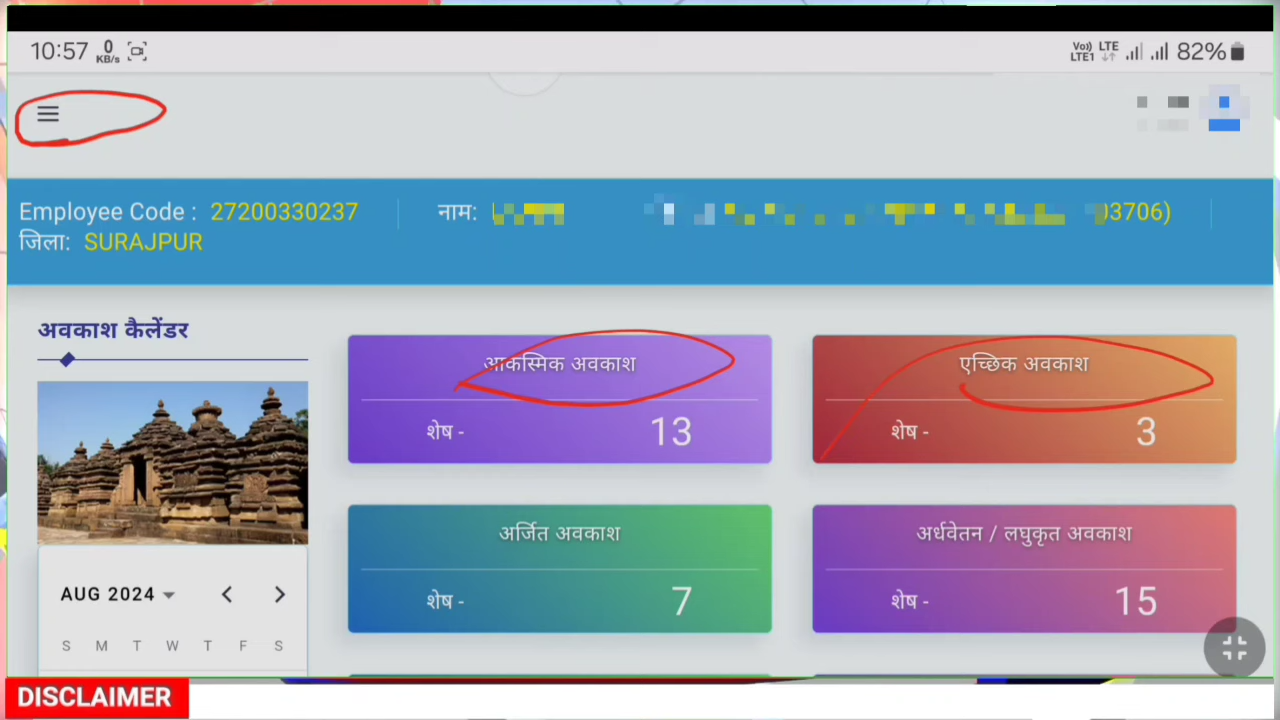 10:57 0 KB/s Vo)) LTE LTE1 82%
Employee Code : 27200330237 नाम: 03706)
जिला: SURAJPUR
अवकाश कैलेंडर
आकस्मिक अवकाश
शेष - 13
एच्छिक अवकाश
शेष - 3
अर्जित अवकाश
शेष - 7
अर्धवेतन / लघुकृत अवकाश
शेष - 15
AUG 2024
S M T W T F S
DISCLAIMER